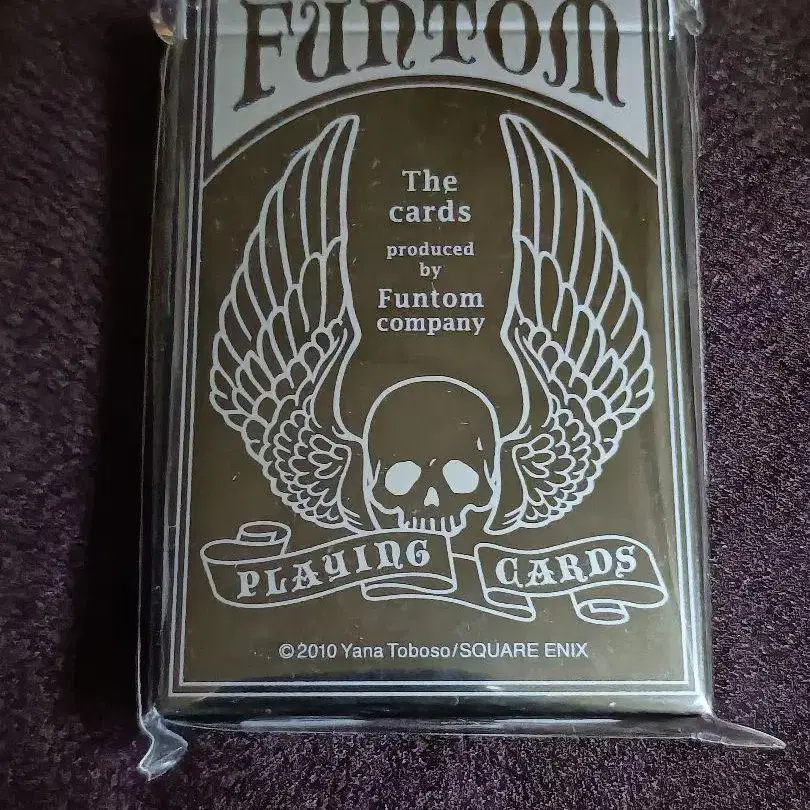 FUNTOM
The
cards
produced
by
Funtom
company
PLAYING CARDS
©2010 Yana Toboso/SQUARE ENIX